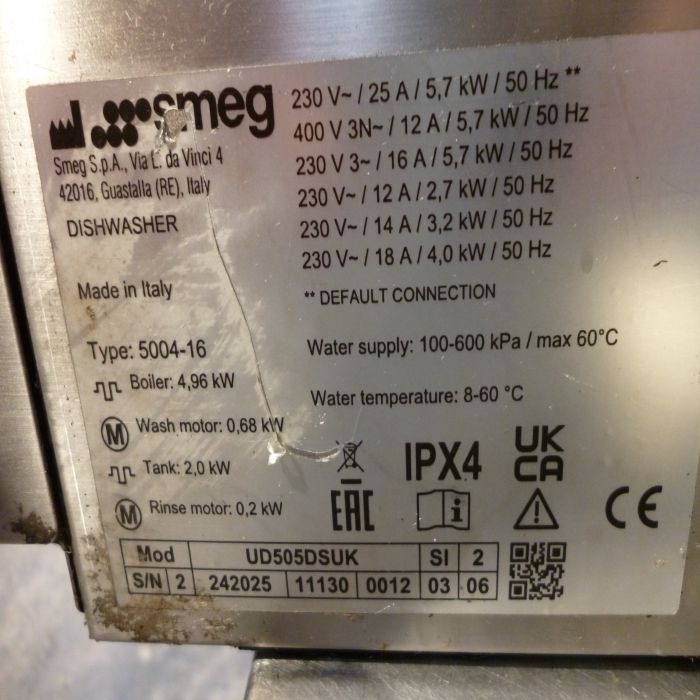 smeg
Smeg S.p.A., Via L. da Vinci 4
42016, Guastalla (RE), Italy
DISHWASHER
Made in Italy
230 V~ / 25 A / 5,7 kW / 50 Hz **
400 V 3N~ / 12 A / 5,7 kW / 50 Hz
230 V 3~ / 16 A / 5,7 kW / 50 Hz
230 V~ / 12 A / 2,7 kW / 50 Hz
230 V~ / 14 A / 3,2 kW / 50 Hz
230 V~ / 18 A / 4,0 kW / 50 Hz
** DEFAULT CONNECTION
Type: 5004-16
Boiler: 4,96 kW
M Wash motor: 0,68 kW
Tank: 2,0 kW
M Rinse motor: 0,2 kW
Water supply: 100-600 kPa / max 60°C
Water temperature: 8-60 °C
IPX4
UK
CA
EAC
i
CE
Mod UD505DSUK SI 2
S/N 2 242025 11130 0012 03 06